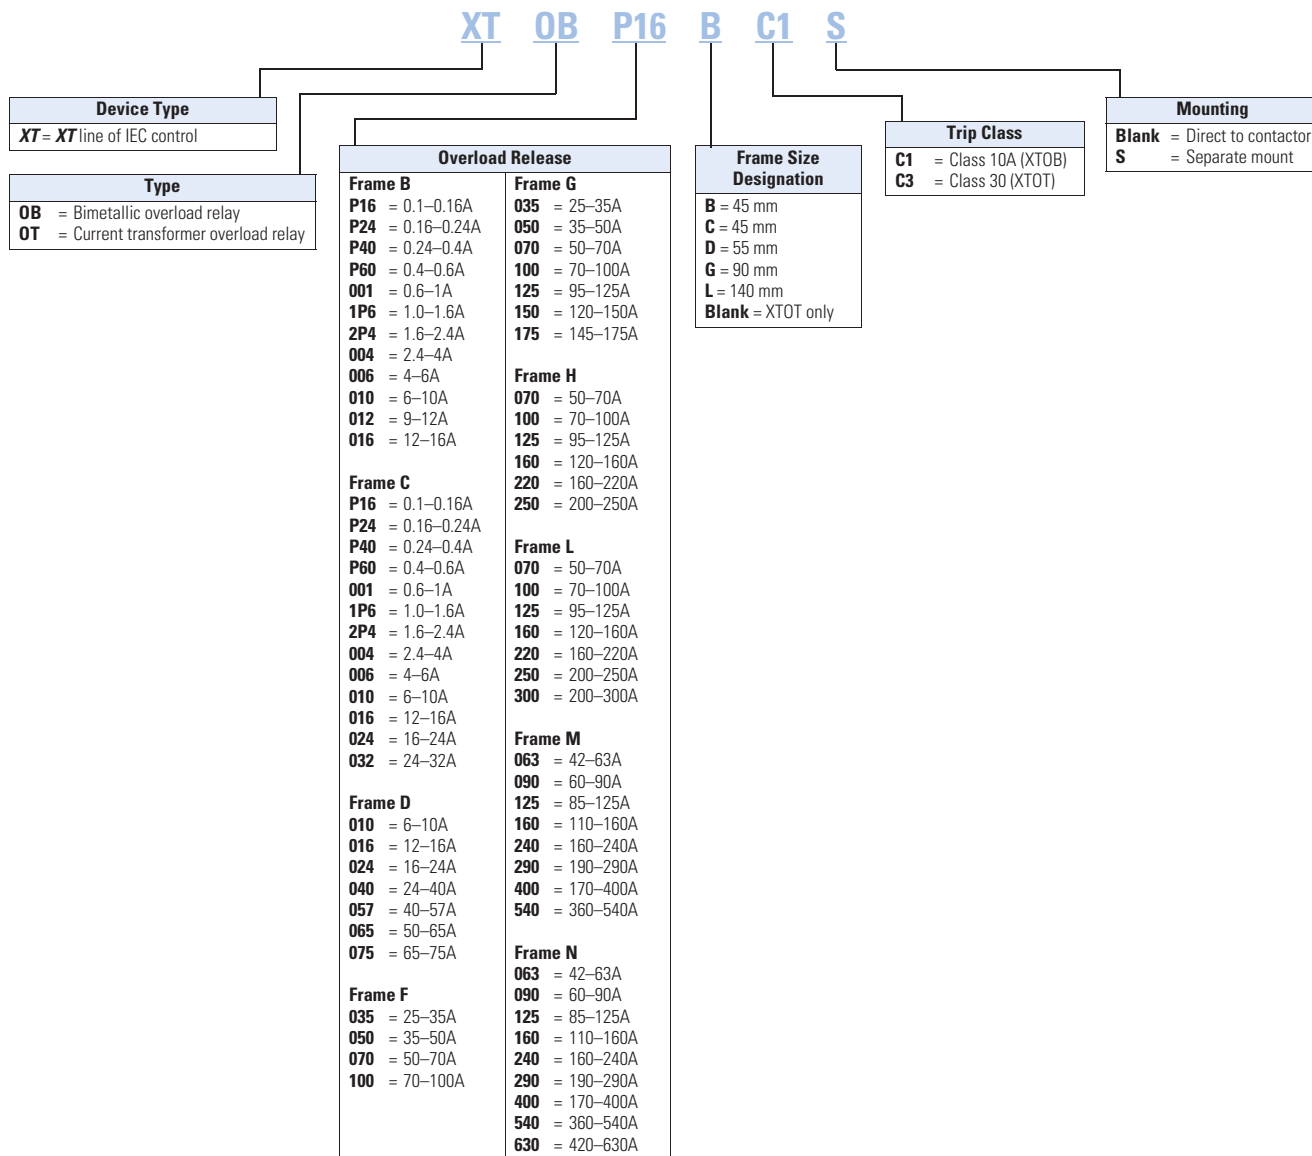 XT OB P16 B C1 S
Device Type
XT = XT line of IEC control
Type
OB = Bimetallic overload relay
OT = Current transformer overload relay
Overload Release
Frame B
P16 = 0.1–0.16A
P24 = 0.16–0.24A
P40 = 0.24–0.4A
P60 = 0.4–0.6A
001 = 0.6–1A
1P6 = 1.0–1.6A
2P4 = 1.6–2.4A
004 = 2.4–4A
006 = 4–6A
010 = 6–10A
012 = 9–12A
016 = 12–16A
Frame C
P16 = 0.1–0.16A
P24 = 0.16–0.24A
P40 = 0.24–0.4A
P60 = 0.4–0.6A
001 = 0.6–1A
1P6 = 1.0–1.6A
2P4 = 1.6–2.4A
004 = 2.4–4A
006 = 4–6A
010 = 6–10A
016 = 12–16A
024 = 16–24A
032 = 24–32A
Frame D
010 = 6–10A
016 = 12–16A
024 = 16–24A
040 = 24–40A
057 = 40–57A
065 = 50–65A
075 = 65–75A
Frame F
035 = 25–35A
050 = 35–50A
070 = 50–70A
100 = 70–100A
Frame G
035 = 25–35A
050 = 35–50A
070 = 50–70A
100 = 70–100A
125 = 95–125A
150 = 120–150A
175 = 145–175A
Frame H
070 = 50–70A
100 = 70–100A
125 = 95–125A
160 = 120–160A
220 = 160–220A
250 = 200–250A
Frame L
070 = 50–70A
100 = 70–100A
125 = 95–125A
160 = 120–160A
220 = 160–220A
250 = 200–250A
300 = 200–300A
Frame M
063 = 42–63A
090 = 60–90A
125 = 85–125A
160 = 110–160A
240 = 160–240A
290 = 190–290A
400 = 170–400A
540 = 360–540A
Frame N
063 = 42–63A
090 = 60–90A
125 = 85–125A
160 = 110–160A
240 = 160–240A
290 = 190–290A
400 = 170–400A
540 = 360–540A
630 = 420–630A
Frame Size
Designation
B = 45 mm
C = 45 mm
D = 55 mm
G = 90 mm
L = 140 mm
Blank = XTOT only
Trip Class
C1 = Class 10A (XTOB)
C3 = Class 30 (XTOT)
Mounting
Blank = Direct to contactor
S = Separate mount